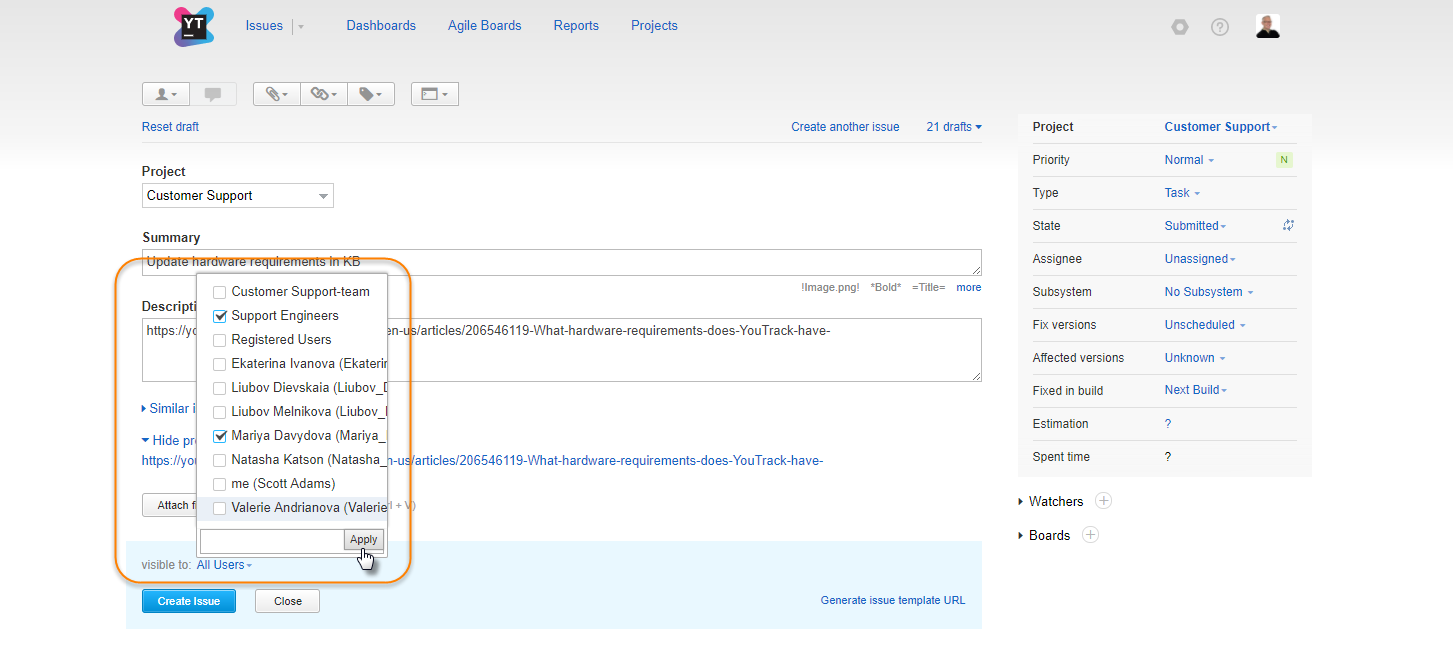 YT
Issues
Dashboards
Agile Boards
Reports
Projects
?
Reset draft
Create another issue
21 drafts
Project
Customer Support
Summary
Update hardware requirements in KB
!Image.png! *Bold* =Title= more
Descripti
https://yo
en-us/articles/206546119-What-hardware-requirements-does-YouTrack-have-
Customer Support-team
Support Engineers
Registered Users
Ekaterina Ivanova (Ekaterin
Liubov Dievskaia (Liubov_D
Liubov Melnikova (Liubov_
Mariya Davydova (Mariya_
Natasha Katson (Natasha_
me (Scott Adams)
Valerie Andrianova (Valerie
Apply
Similar i
Hide pre
https://you
n-us/articles/206546119-What-hardware-requirements-does-YouTrack-have-
Attach fi
+ V)
visible to: All Users
Create Issue
Close
Generate issue template URL
Project Customer Support
Priority Normal N
Type Task
State Submitted
Assignee Unassigned
Subsystem No Subsystem
Fix versions Unscheduled
Affected versions Unknown
Fixed in build Next Build
Estimation ?
Spent time ?
Watchers
Boards